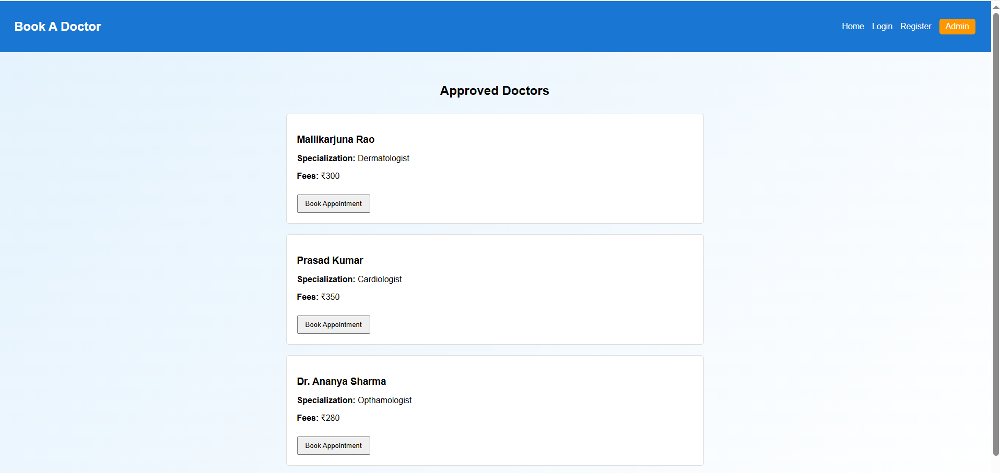 Book A Doctor
Home Login Register Admin
Approved Doctors
Mallikarjuna Rao
Specialization: Dermatologist
Fees: ₹300
Book Appointment
Prasad Kumar
Specialization: Cardiologist
Fees: ₹350
Book Appointment
Dr. Ananya Sharma
Specialization: Opthamologist
Fees: ₹280
Book Appointment